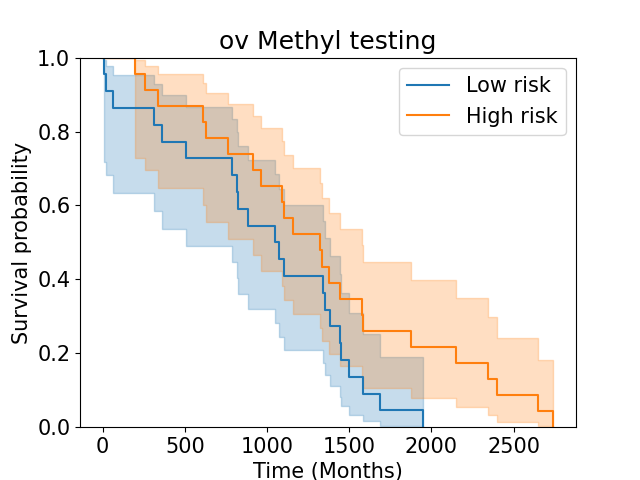 ov Methyl testing
Low risk
High risk
Survival probability
1.0
0.8
0.6
0.4
0.2
0.0
0 500 1000 1500 2000 2500
Time (Months)